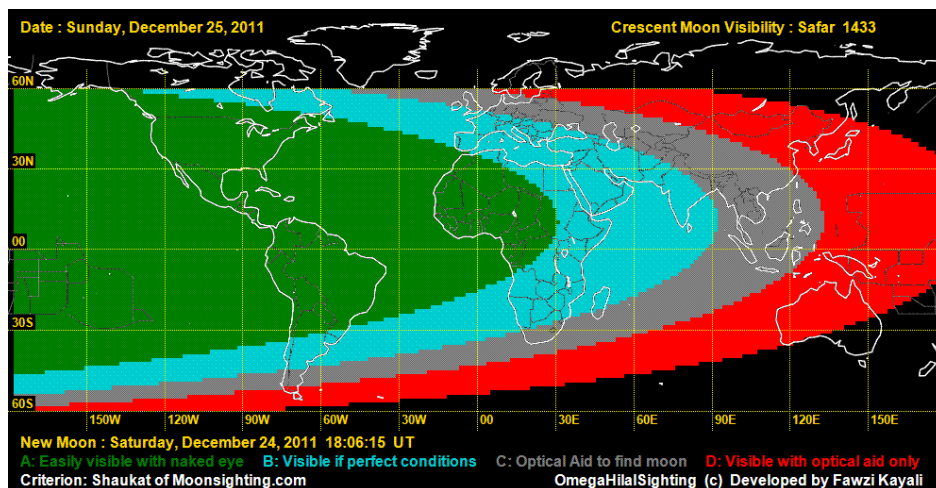 Date : Sunday, December 25, 2011
Crescent Moon Visibility : Safar 1433
60N
30N
00
30S
60S
150W
120W
90W
60W
30W
00
30E
60E
90E
120E
150E
New Moon : Saturday, December 24, 2011 18:06:15 UT
A: Easily visible with naked eye
B: Visible if perfect conditions
C: Optical Aid to find moon
D: Visible with optical aid only
Criterion: Shaukat of Moonsighting.com
OmegaHilalSighting (c) Developed by Fawzi Kayali